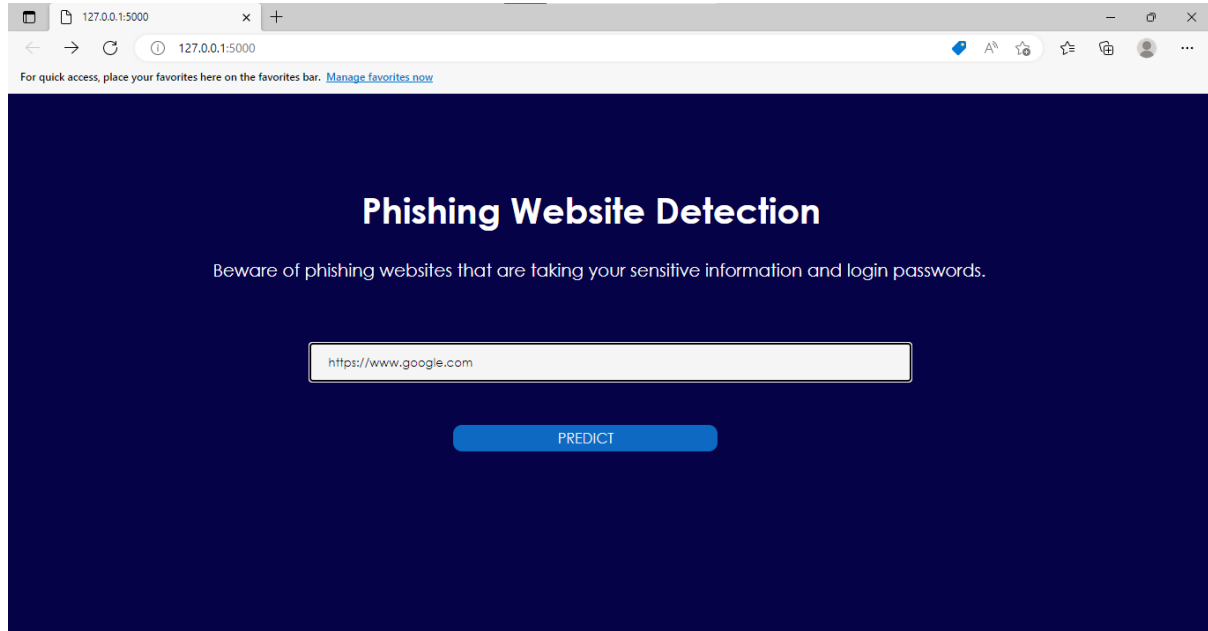 127.0.0.1:5000
127.0.0.1:5000
For quick access, place your favorites here on the favorites bar. Manage favorites now
Phishing Website Detection
Beware of phishing websites that are taking your sensitive information and login passwords.
https://www.google.com
PREDICT